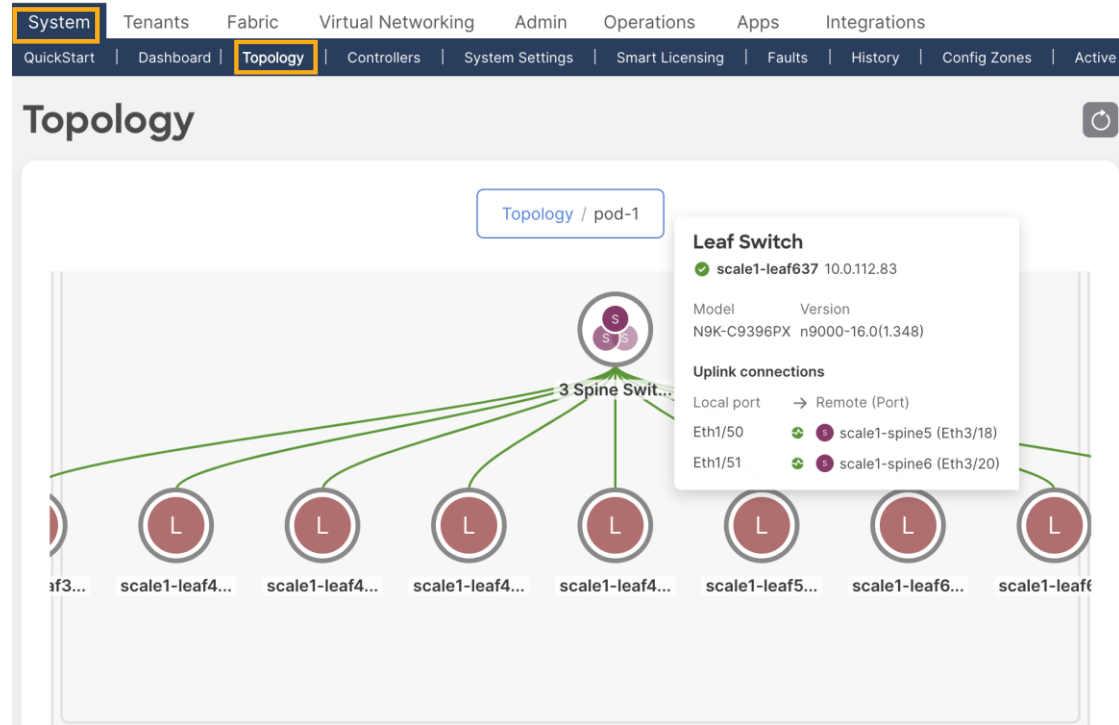 System Tenants Fabric Virtual Networking Admin Operations Apps Integrations
QuickStart | Dashboard | Topology | Controllers | System Settings | Smart Licensing | Faults | History | Config Zones | Active
Topology
Topology / pod-1
Leaf Switch
scale1-leaf637 10.0.112.83
Model Version
N9K-C9396PX n9000-16.0(1.348)
Uplink connections
Local port → Remote (Port)
Eth1/50 S scale1-spine5 (Eth3/18)
Eth1/51 S scale1-spine6 (Eth3/20)
S
S S
3 Spine Swit...
L L L L L L L
af3... scale1-leaf4... scale1-leaf4... scale1-leaf4... scale1-leaf4... scale1-leaf5... scale1-leaf6... scale1-leaf6